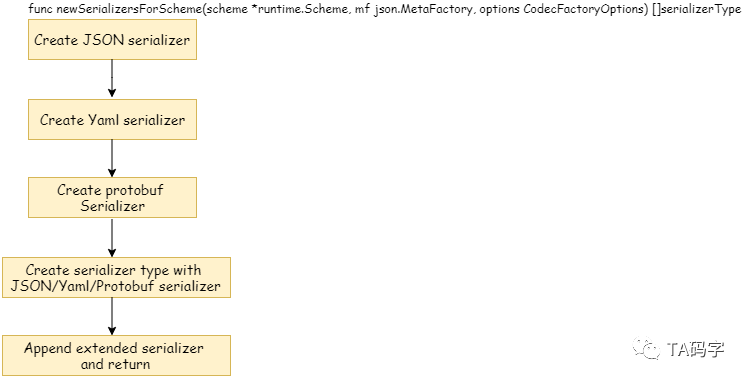 func newSerializersForScheme(scheme *runtime.Scheme, mf json.MetaFactory, options CodecFactoryOptions) []serializerType
Create JSON serializer
Create Yaml serializer
Create protobuf
Serializer
Create serializer type with
JSON/Yaml/Protobuf serializer
Append extended serializer
and return
TA码字